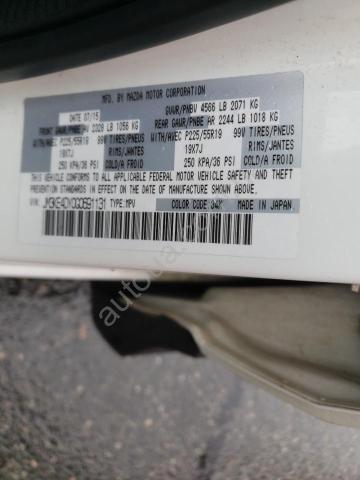 MFD. BY MAZDA MOTOR CORPORATION
DATE 07/15 GVWR/PNBV 4566 LB 2071 KG
FRONT GAWR/PNBE AV 2328 LB 1056 KG REAR GAWR/PNBE AR 2244 LB 1018 KG
WITH/AVEC P225/55R19 99V TIRES/PNEUS WITH/AVEC P225/55R19 99V TIRES/PNEUS
19X7J RIMS/JANTES 19X7J RIMS/JANTES
250 KPA/36 PSI COLD/A FROID 250 KPA/36 PSI COLD/A FROID
THIS VEHICLE CONFORMS TO ALL APPLICABLE FEDERAL MOTOR VEHICLE SAFETY AND THEFT
PREVENTION STANDARDS IN EFFECT ON THE DATE OF MANUFACTURE SHOWN ABOVE.
VIN: TYPE: MPV COLOR CODE MADE IN JAPAN